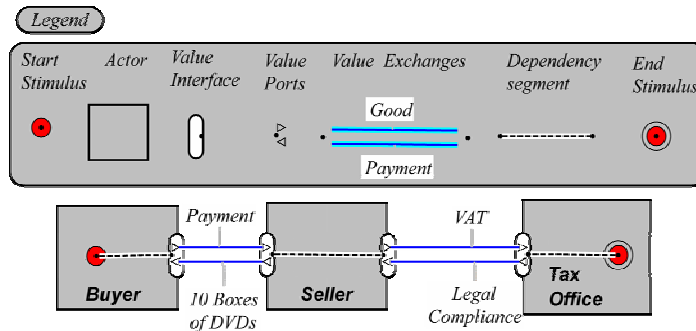 Legend
Start Stimulus
Actor
Value Interface
Value Ports
Value Exchanges
Dependency segment
End Stimulus
Good
Payment
Payment
VAT
Buyer
10 Boxes of DVDs
Seller
Legal Compliance
Tax Office